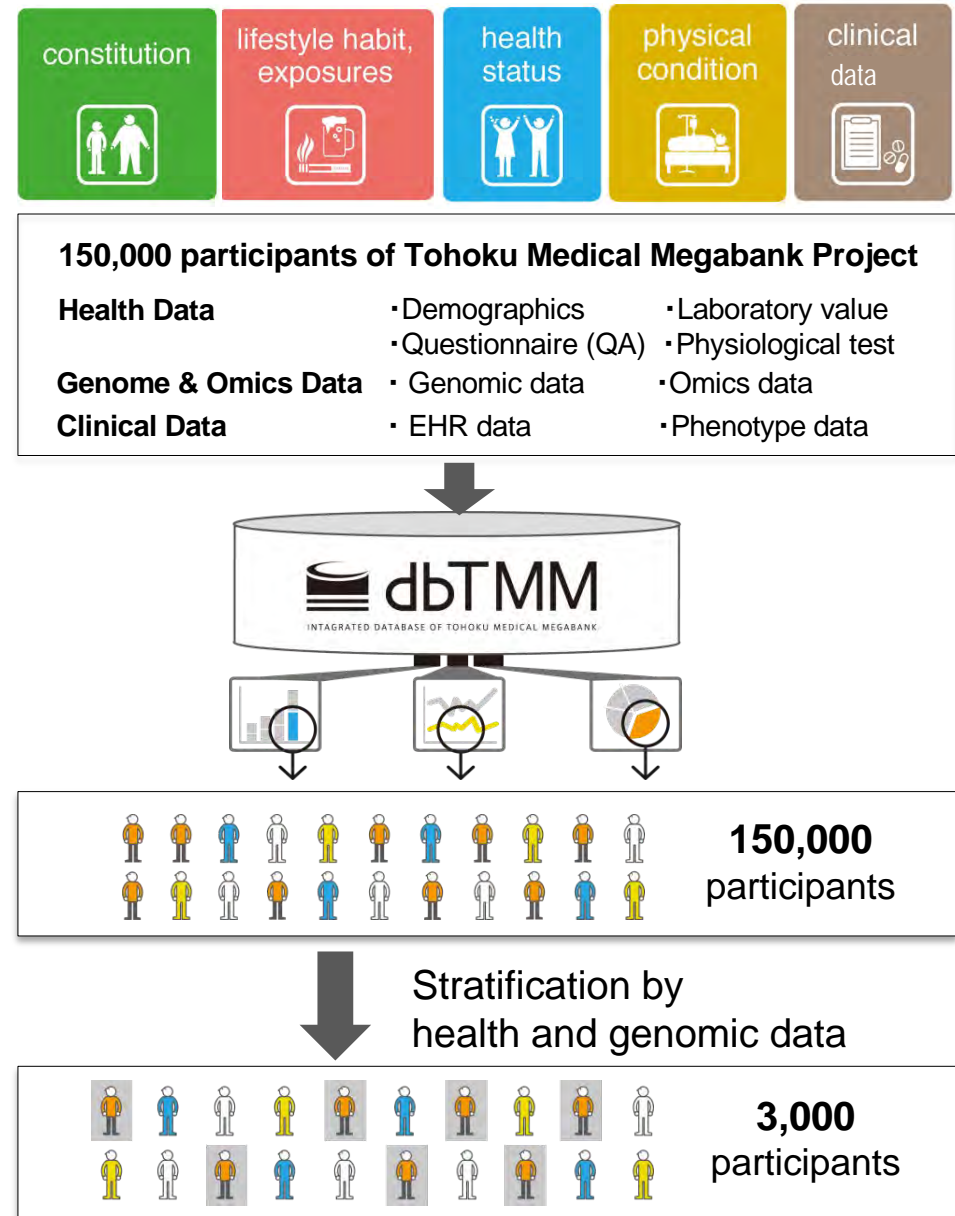 constitution
lifestyle habit,
exposures
health
status
physical
condition
clinical
data
150,000 participants of Tohoku Medical Megabank Project
Health Data ・Demographics ・Laboratory value
・Questionnaire (QA) ・Physiological test
Genome & Omics Data ・ Genomic data ・Omics data
Clinical Data ・ EHR data ・Phenotype data
dbTMM
INTAGRATED DATABASE OF TOHOKU MEDICAL MEGABANK
150,000
participants
Stratification by
health and genomic data
3,000
participants